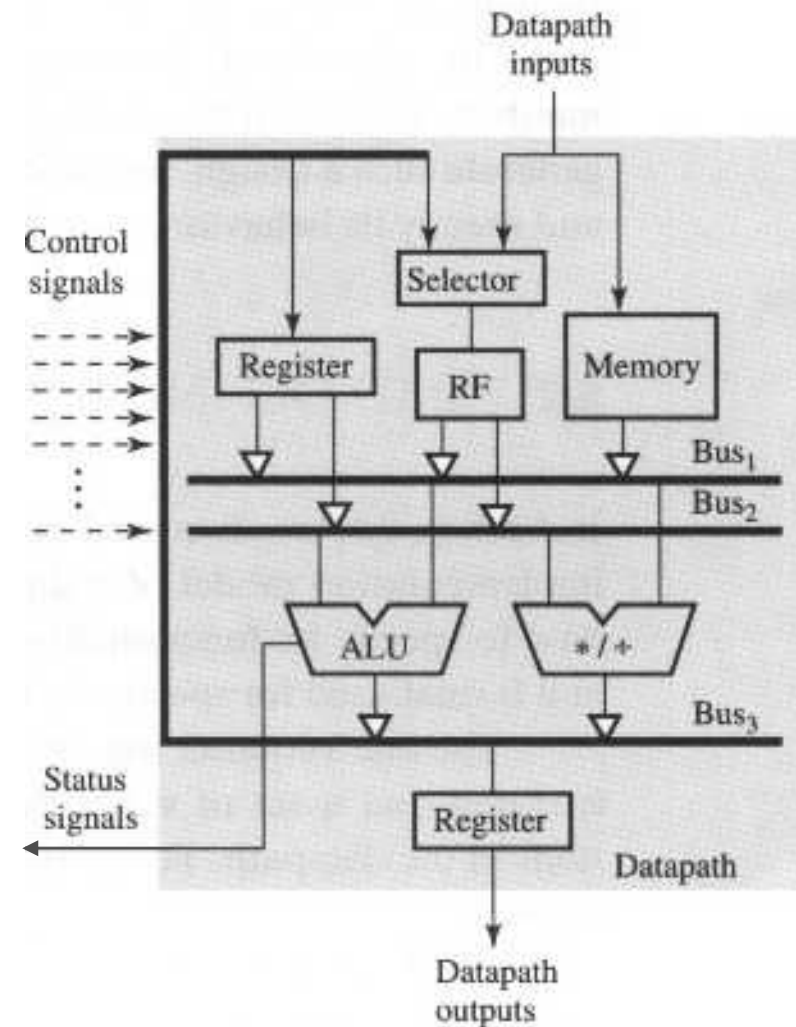 Datapath
inputs
Control
signals
Selector
Register
RF
Memory
Bus₁
Bus₂
ALU
* / ÷
Bus₃
Status
signals
Register
Datapath
Datapath
outputs